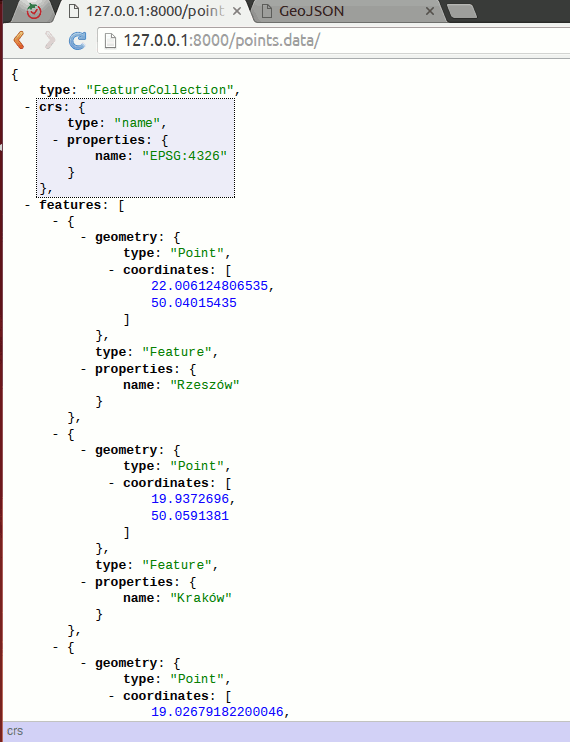 127.0.0.1:8000/point
GeoJSON
127.0.0.1:8000/points.data/
{
type: "FeatureCollection",
- crs: {
type: "name",
- properties: {
name: "EPSG:4326"
}
},
- features: [
- {
- geometry: {
type: "Point",
- coordinates: [
22.006124806535,
50.04015435
]
},
type: "Feature",
- properties: {
name: "Rzeszów"
}
},
- {
- geometry: {
type: "Point",
- coordinates: [
19.9372696,
50.0591381
]
},
type: "Feature",
- properties: {
name: "Kraków"
}
},
- {
- geometry: {
type: "Point",
- coordinates: [
19.02679182200046,
crs